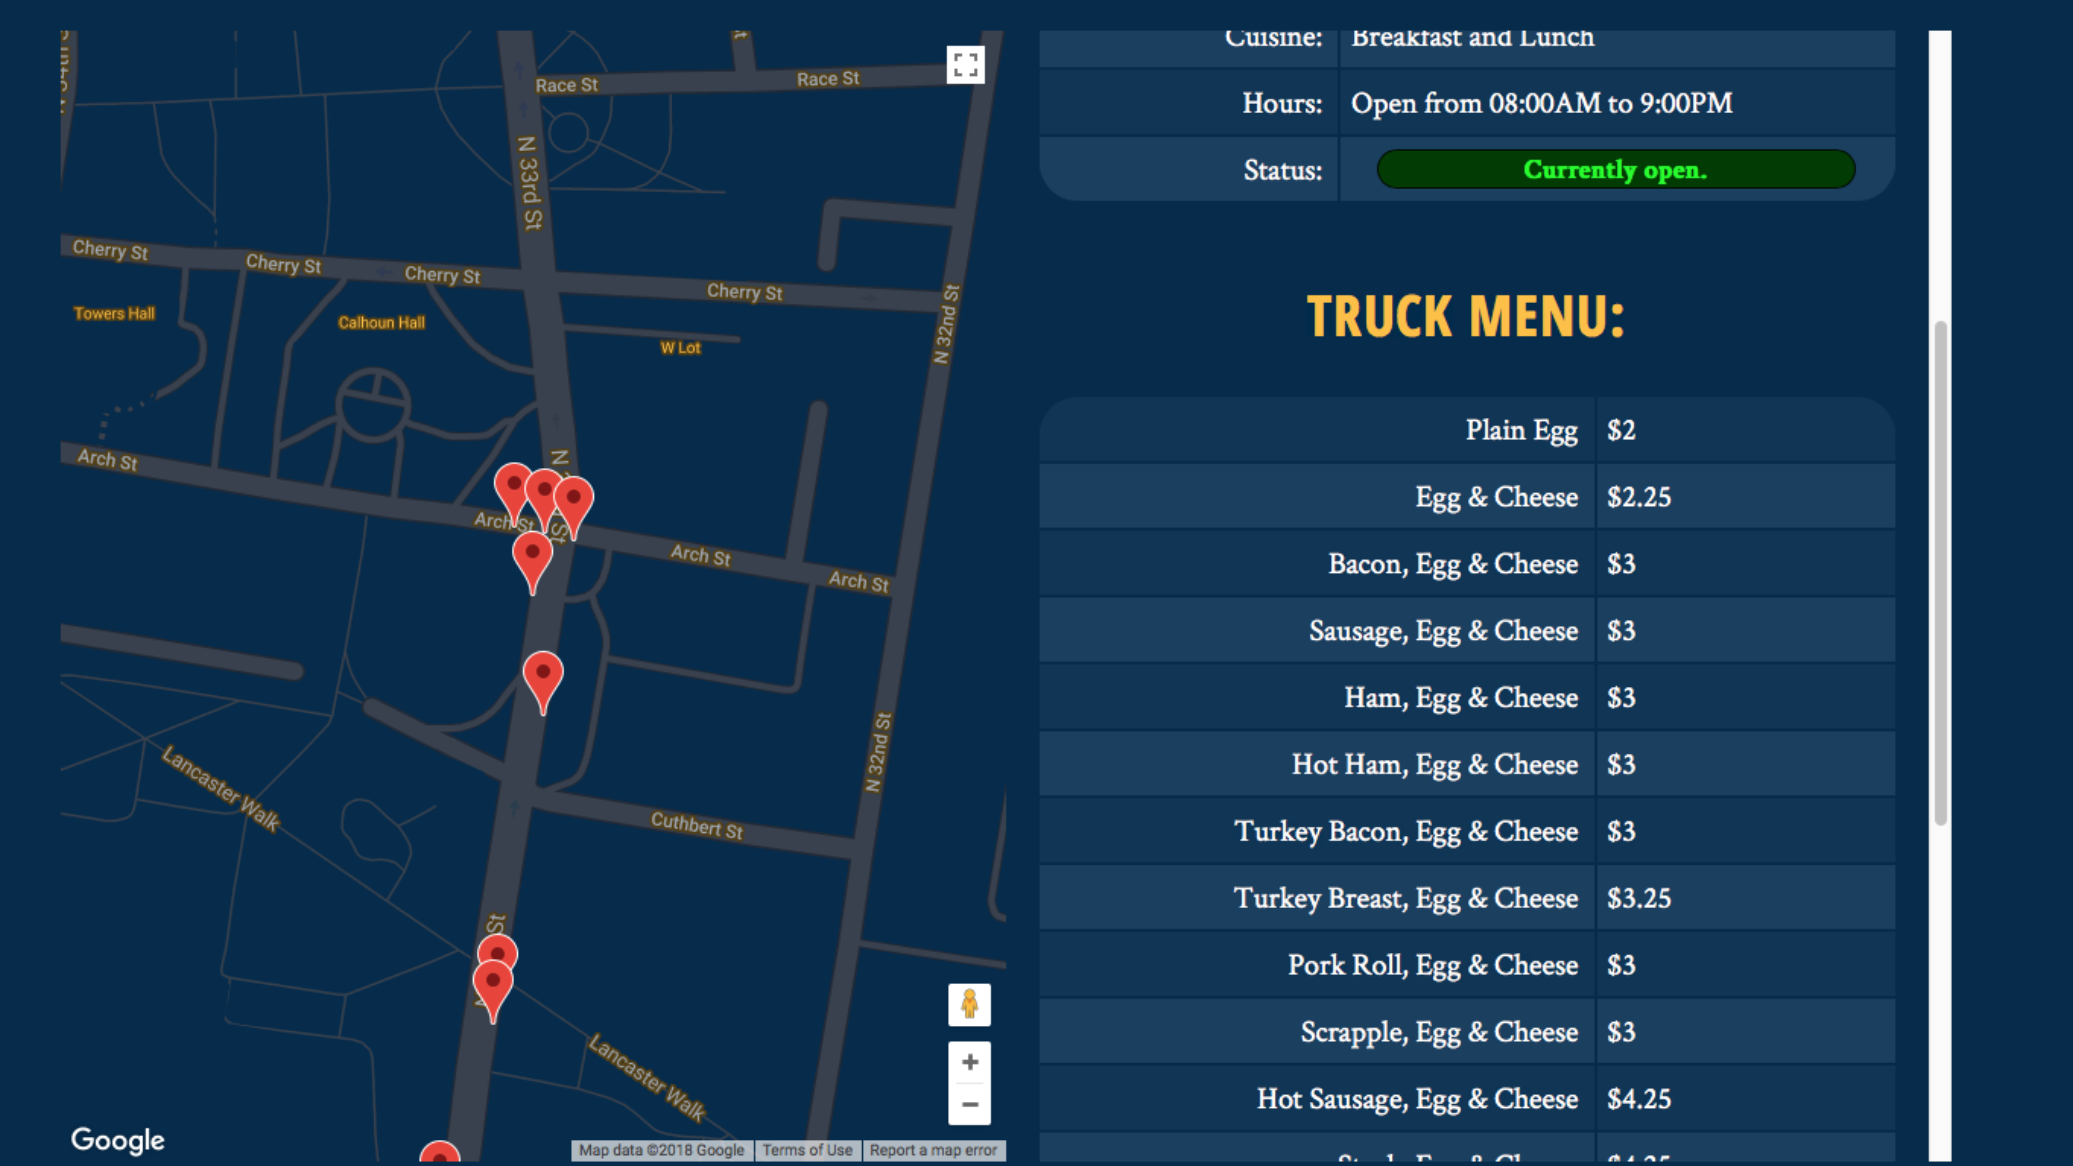 Race St
Race St
N 33rd St
Cherry St
Cherry St
Cherry St
Cherry St
Towers Hall
Calhoun Hall
W Lot
N 32nd St
Arch St
Arch St
Arch St
Arch St
N 32nd St
Lancaster Walk
Cuthbert St
St
Lancaster Walk
Google
Map data ©2018 Google
Terms of Use
Report a map error
Cuisine: Breakfast and Lunch
Hours: Open from 08:00AM to 9:00PM
Status: Currently open.
TRUCK MENU:
Plain Egg $2
Egg & Cheese $2.25
Bacon, Egg & Cheese $3
Sausage, Egg & Cheese $3
Ham, Egg & Cheese $3
Hot Ham, Egg & Cheese $3
Turkey Bacon, Egg & Cheese $3
Turkey Breast, Egg & Cheese $3.25
Pork Roll, Egg & Cheese $3
Scrapple, Egg & Cheese $3
Hot Sausage, Egg & Cheese $4.25